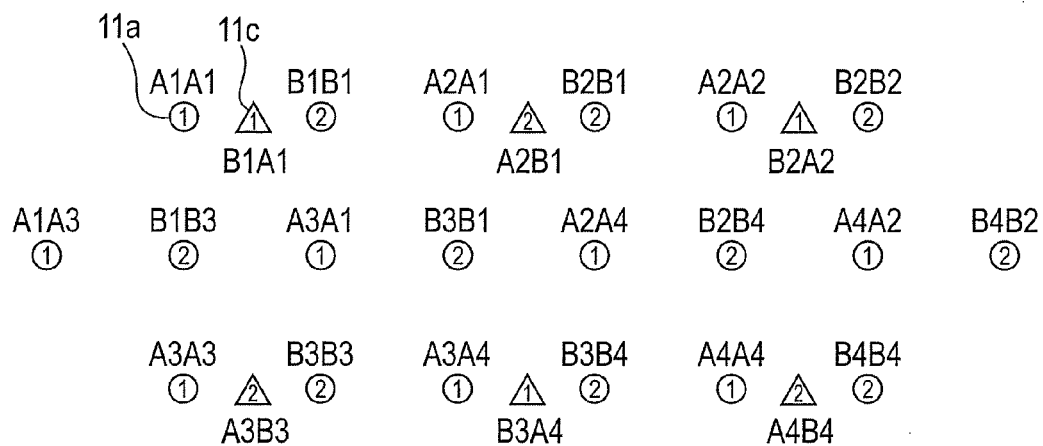 11a 11c
A1A1 B1B1 A2A1 B2B1 A2A2 B2B2
1 1 2 1 2 2 1 1 2
B1A1 A2B1 B2A2
A1A3 B1B3 A3A1 B3B1 A2A4 B2B4 A4A2 B4B2
1 2 1 2 1 2 1 2
A3A3 B3B3 A3A4 B3B4 A4A4 B4B4
1 2 2 1 1 2 1 2 2
A3B3 B3A4 A4B4